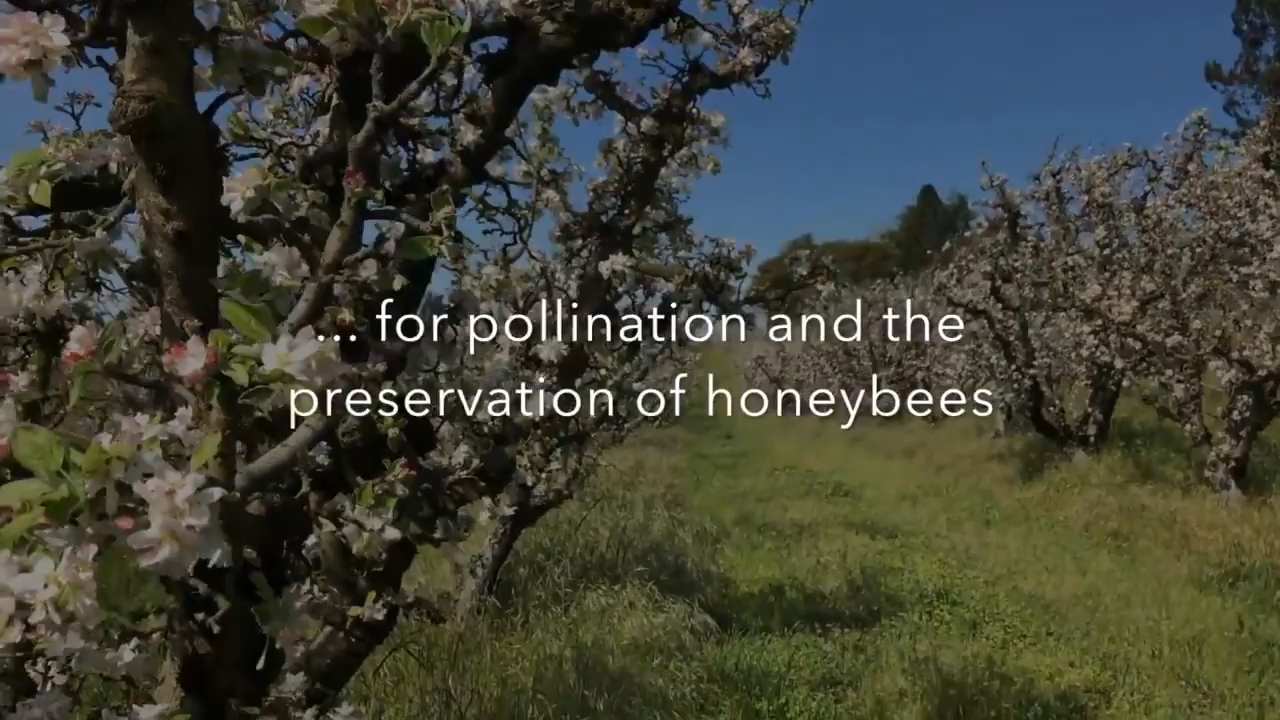 ... for pollination and the
preservation of honeybees